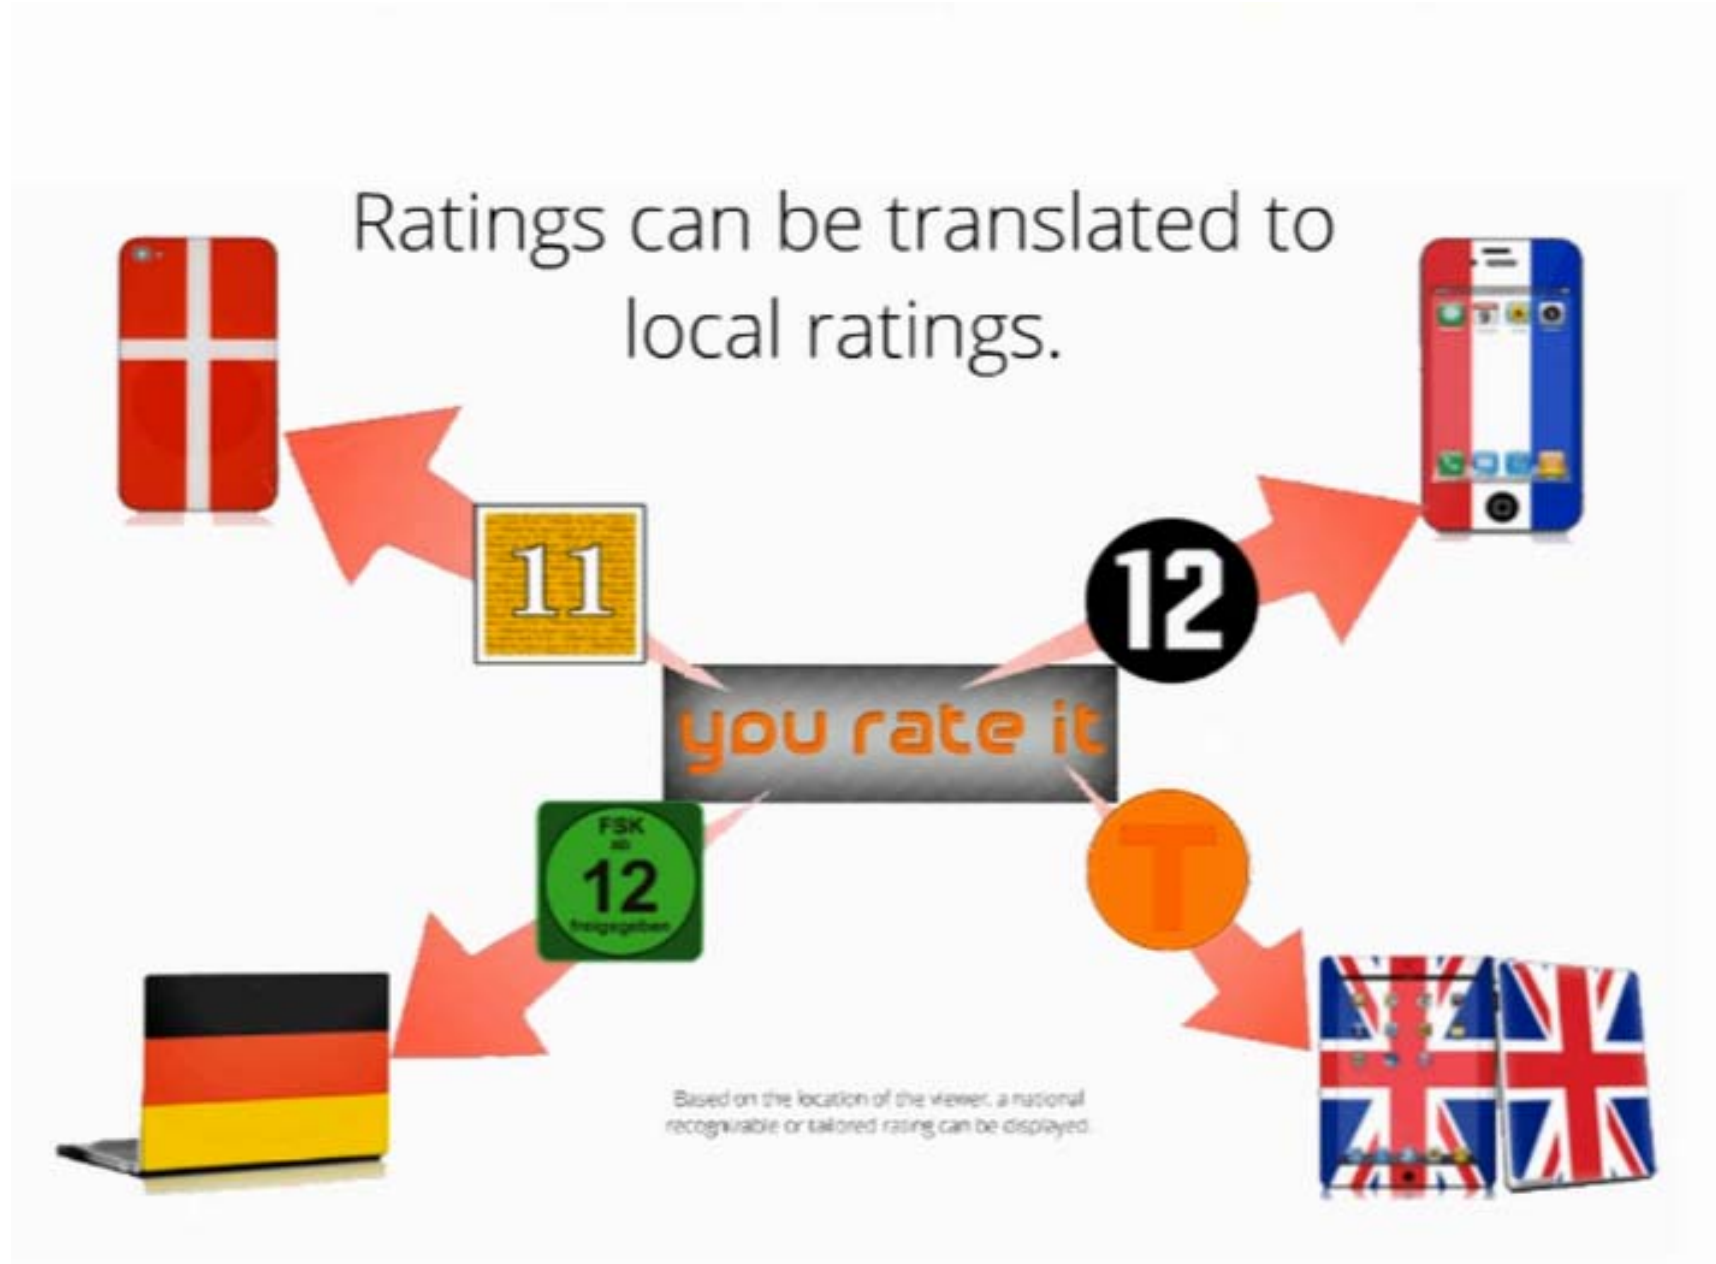 Ratings can be translated to
local ratings.
11
12
you rate it
FSK
ab
12
freigegeben
T
Based on the location of the viewer, a national
recognizable or tailored rating can be displayed.